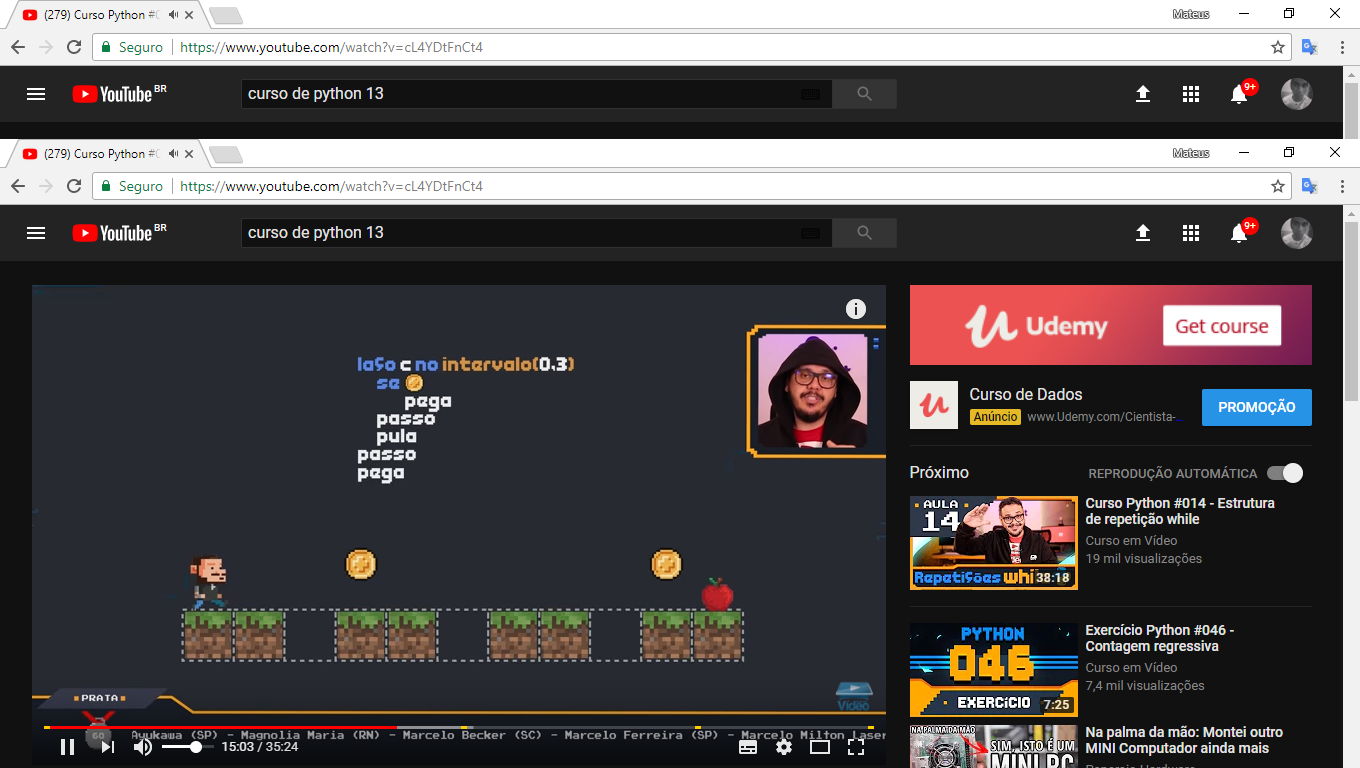 (279) Curso Python #0
Mateus
Seguro
https://www.youtube.com/watch?v=cL4YDtFnCt4
YouTube BR
curso de python 13
9+
(279) Curso Python #0
Mateus
Seguro
https://www.youtube.com/watch?v=cL4YDtFnCt4
YouTube BR
curso de python 13
9+
laço c no intervalo(0,3)
se
pega
passo
pula
passo
pega
PRATA
Vídeo
60
Ayukawa (SP) - Magnolia Maria (RN) - Marcelo Becker (SC) - Marcelo Ferreira (SP) - Marcelo Milton Laser
15:03 / 35:24
Udemy
Get course
Curso de Dados
Anúncio www.Udemy.com/Cientista-...
PROMOÇÃO
Próximo
REPRODUÇÃO AUTOMÁTICA
AULA
14
Repetições whi
38:18
Curso Python #014 - Estrutura
de repetição while
Curso em Vídeo
19 mil visualizações
PYTHON
046
EXERCÍCIO
7:25
Exercício Python #046 -
Contagem regressiva
Curso em Vídeo
7,4 mil visualizações
NA PALMA DA MÃO:
SIM, ISTO É UM
MINI PC
Na palma da mão: Montei outro
MINI Computador ainda mais